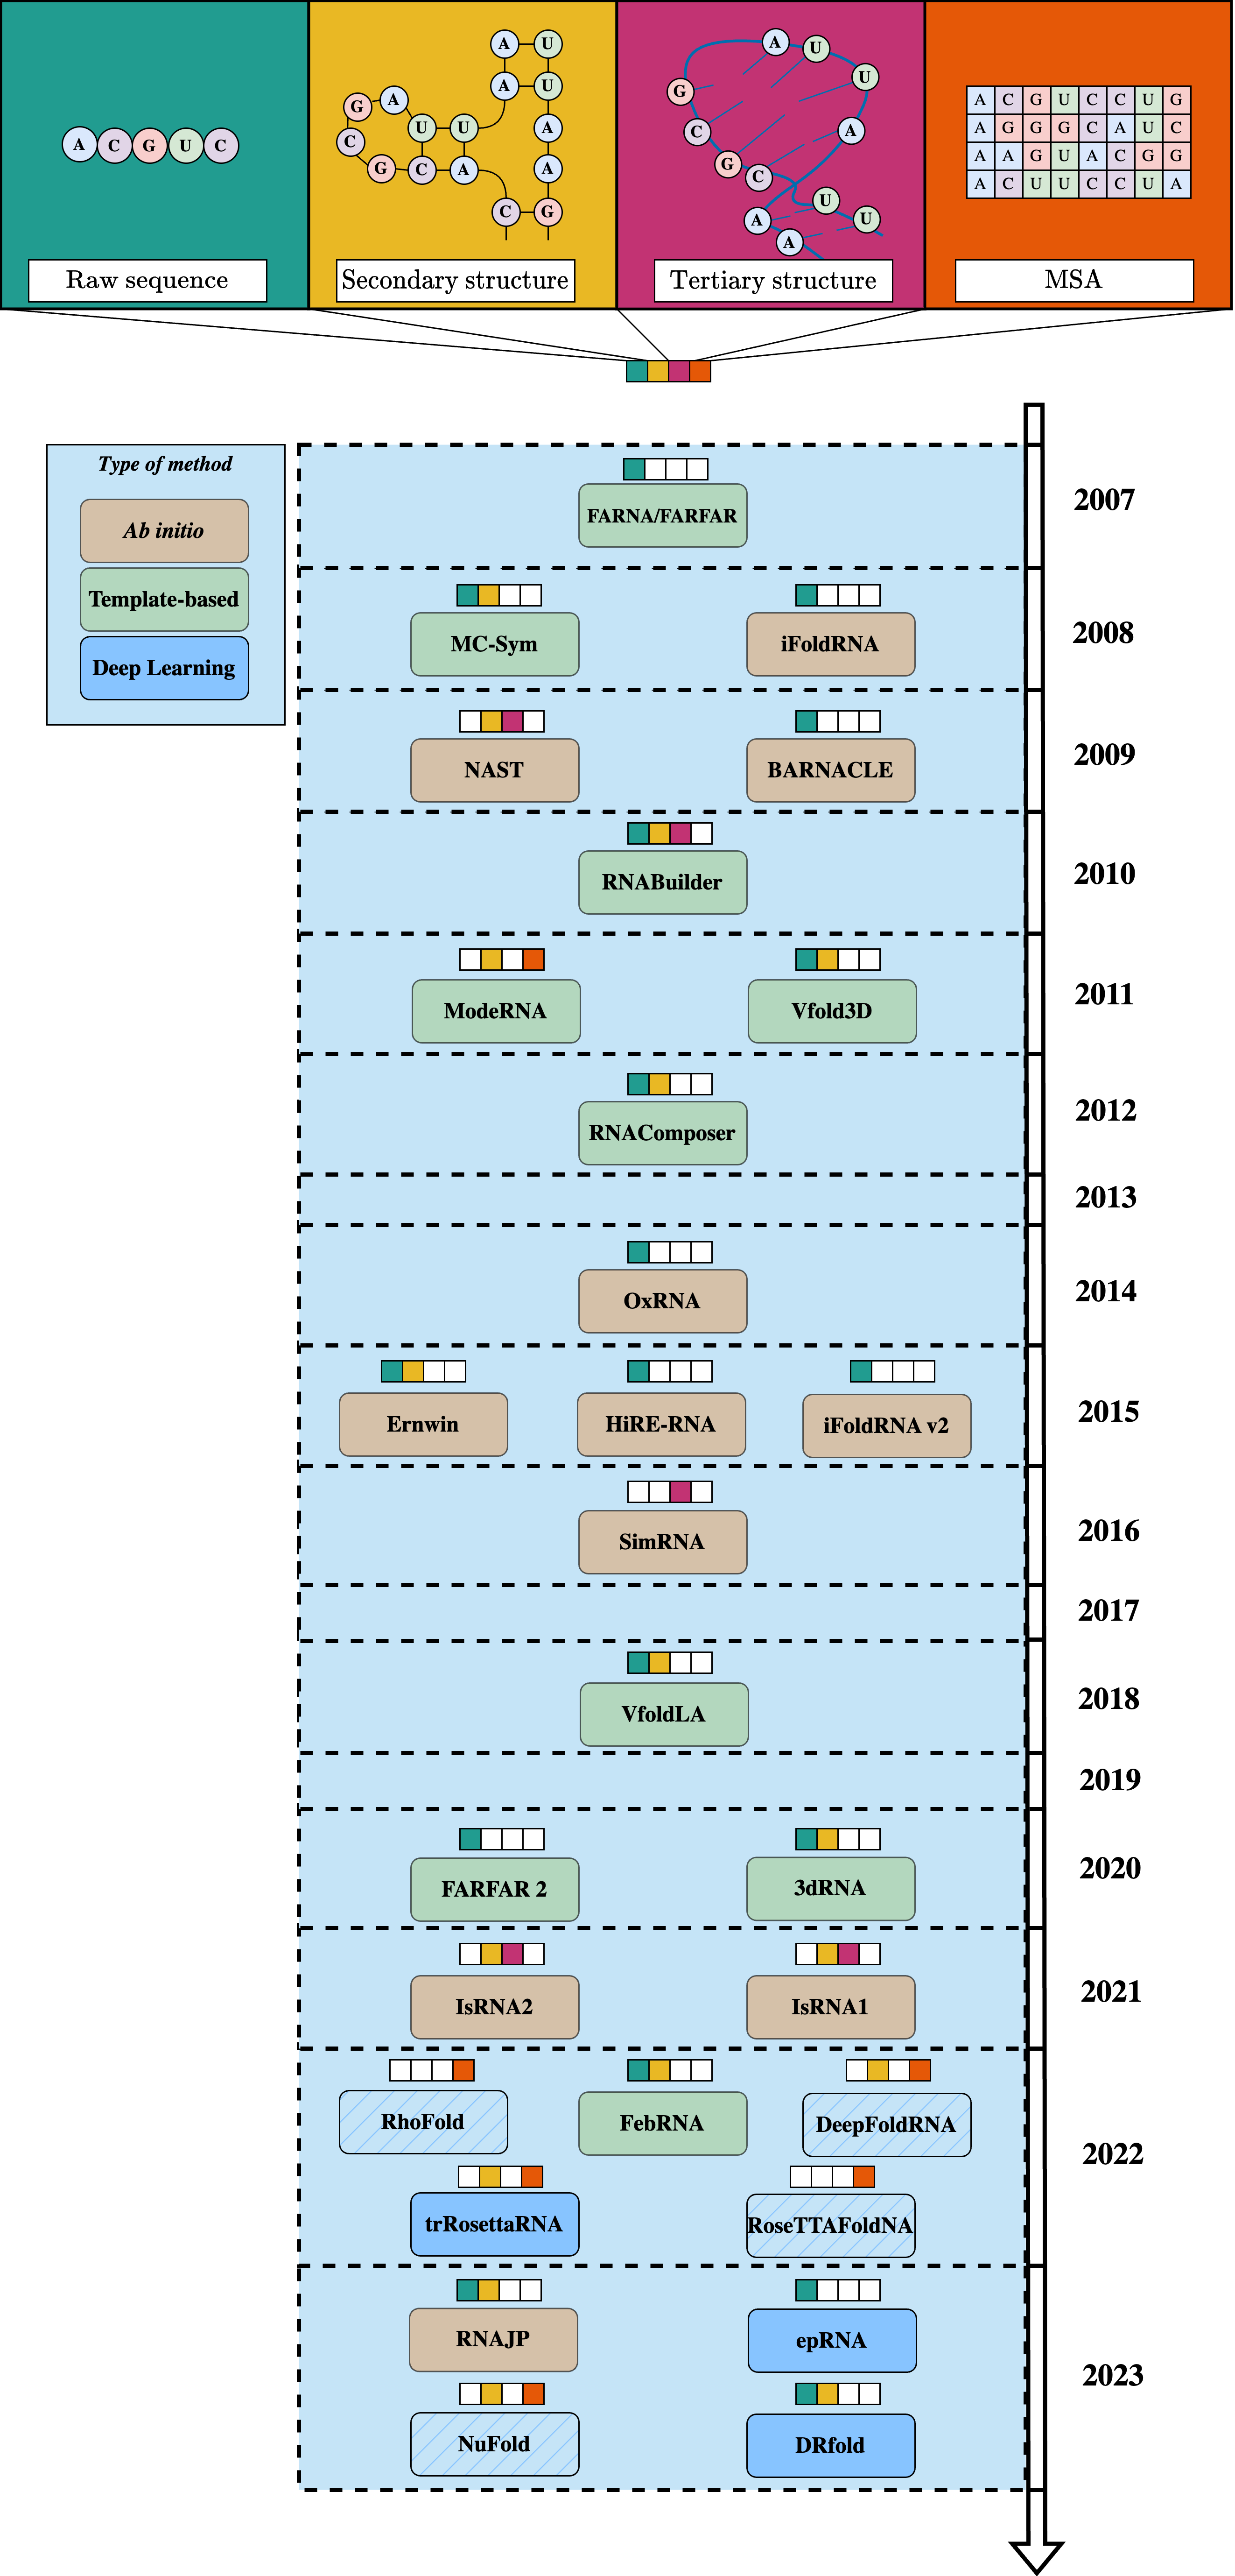 A C G U C
A U
A U
G A
U U A
C
G C A A
C G
A U
U
G
C A
G C
U
A U
A
A C G U C C U G
A G G G C A U C
A A G U A C G G
A C U U C C U A
Raw sequence
Secondary structure
Tertiary structure
MSA
Type of method
Ab initio
Template-based
Deep Learning
FARNA/FARFAR
2007
MC-Sym
iFoldRNA
2008
NAST
BARNACLE
2009
RNABuilder
2010
ModeRNA
Vfold3D
2011
RNAComposer
2012
2013
OxRNA
2014
Ernwin
HiRE-RNA
iFoldRNA v2
2015
SimRNA
2016
2017
VfoldLA
2018
2019
FARFAR 2
3dRNA
2020
IsRNA2
IsRNA1
2021
RhoFold
FebRNA
DeepFoldRNA
trRosettaRNA
RoseTTAFoldNA
2022
RNAJP
epRNA
NuFold
DRfold
2023